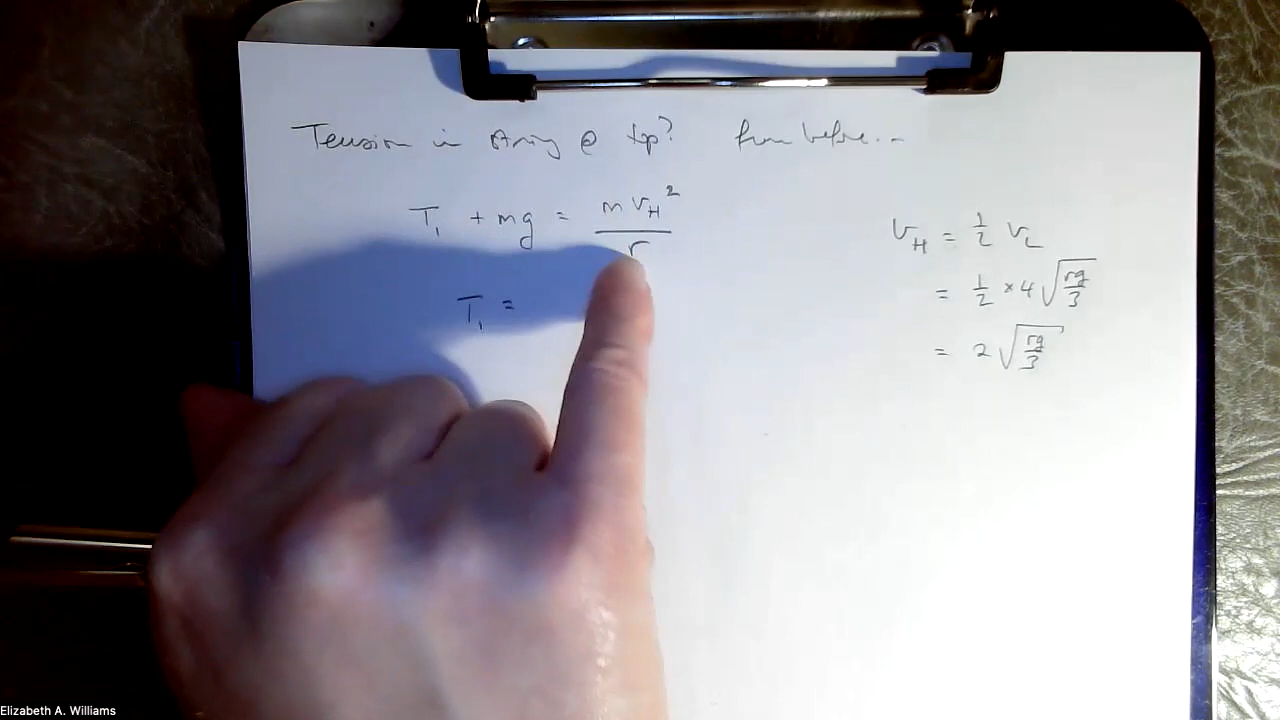 Tension in string @ top? from before...
T₁ + mg = m v_H² / r
T₁ =
v_H = 1/2 v_L
= 1/2 × 4 √(rg/3)
= 2 √(rg/3)
Elizabeth A. Williams